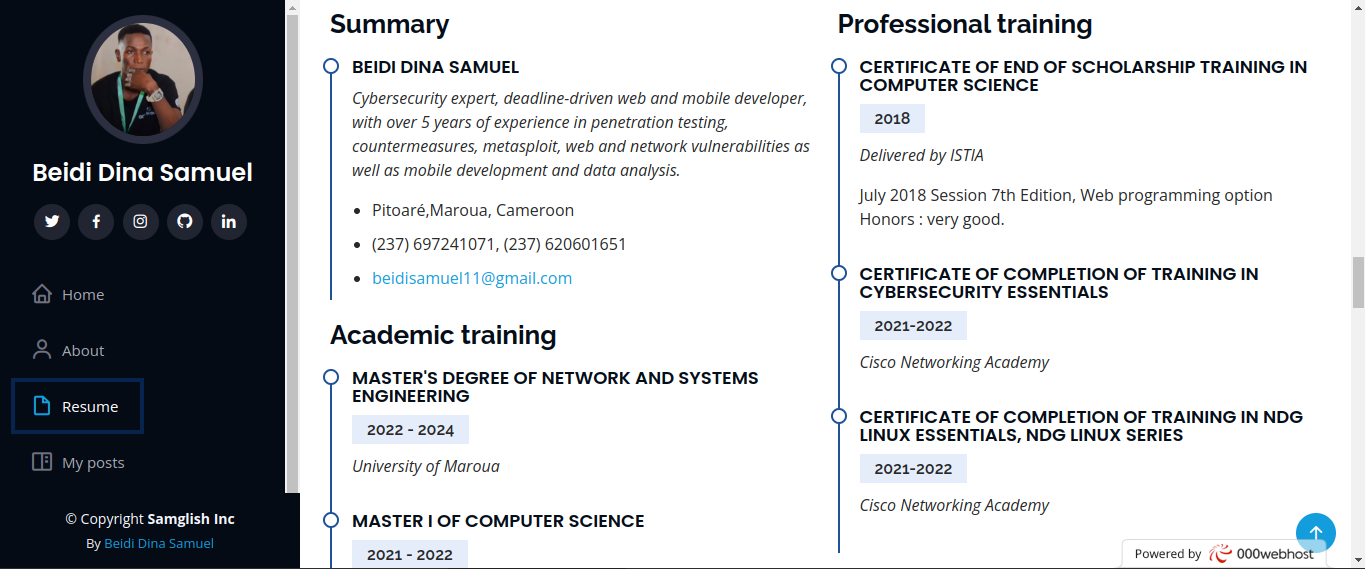 Beidi Dina Samuel
Home
About
Resume
My posts
© Copyright Samglish Inc
By Beidi Dina Samuel
Summary
BEIDI DINA SAMUEL
Cybersecurity expert, deadline-driven web and mobile developer,
with over 5 years of experience in penetration testing,
countermeasures, metasploit, web and network vulnerabilities as
well as mobile development and data analysis.
Pitoaré,Maroua, Cameroon
(237) 697241071, (237) 620601651
beidisamuel11@gmail.com
Academic training
MASTER'S DEGREE OF NETWORK AND SYSTEMS
ENGINEERING
2022 - 2024
University of Maroua
MASTER I OF COMPUTER SCIENCE
2021 - 2022
Professional training
CERTIFICATE OF END OF SCHOLARSHIP TRAINING IN
COMPUTER SCIENCE
2018
Delivered by ISTIA
July 2018 Session 7th Edition, Web programming option
Honors : very good.
CERTIFICATE OF COMPLETION OF TRAINING IN
CYBERSECURITY ESSENTIALS
2021-2022
Cisco Networking Academy
CERTIFICATE OF COMPLETION OF TRAINING IN NDG
LINUX ESSENTIALS, NDG LINUX SERIES
2021-2022
Cisco Networking Academy
Powered by 000webhost